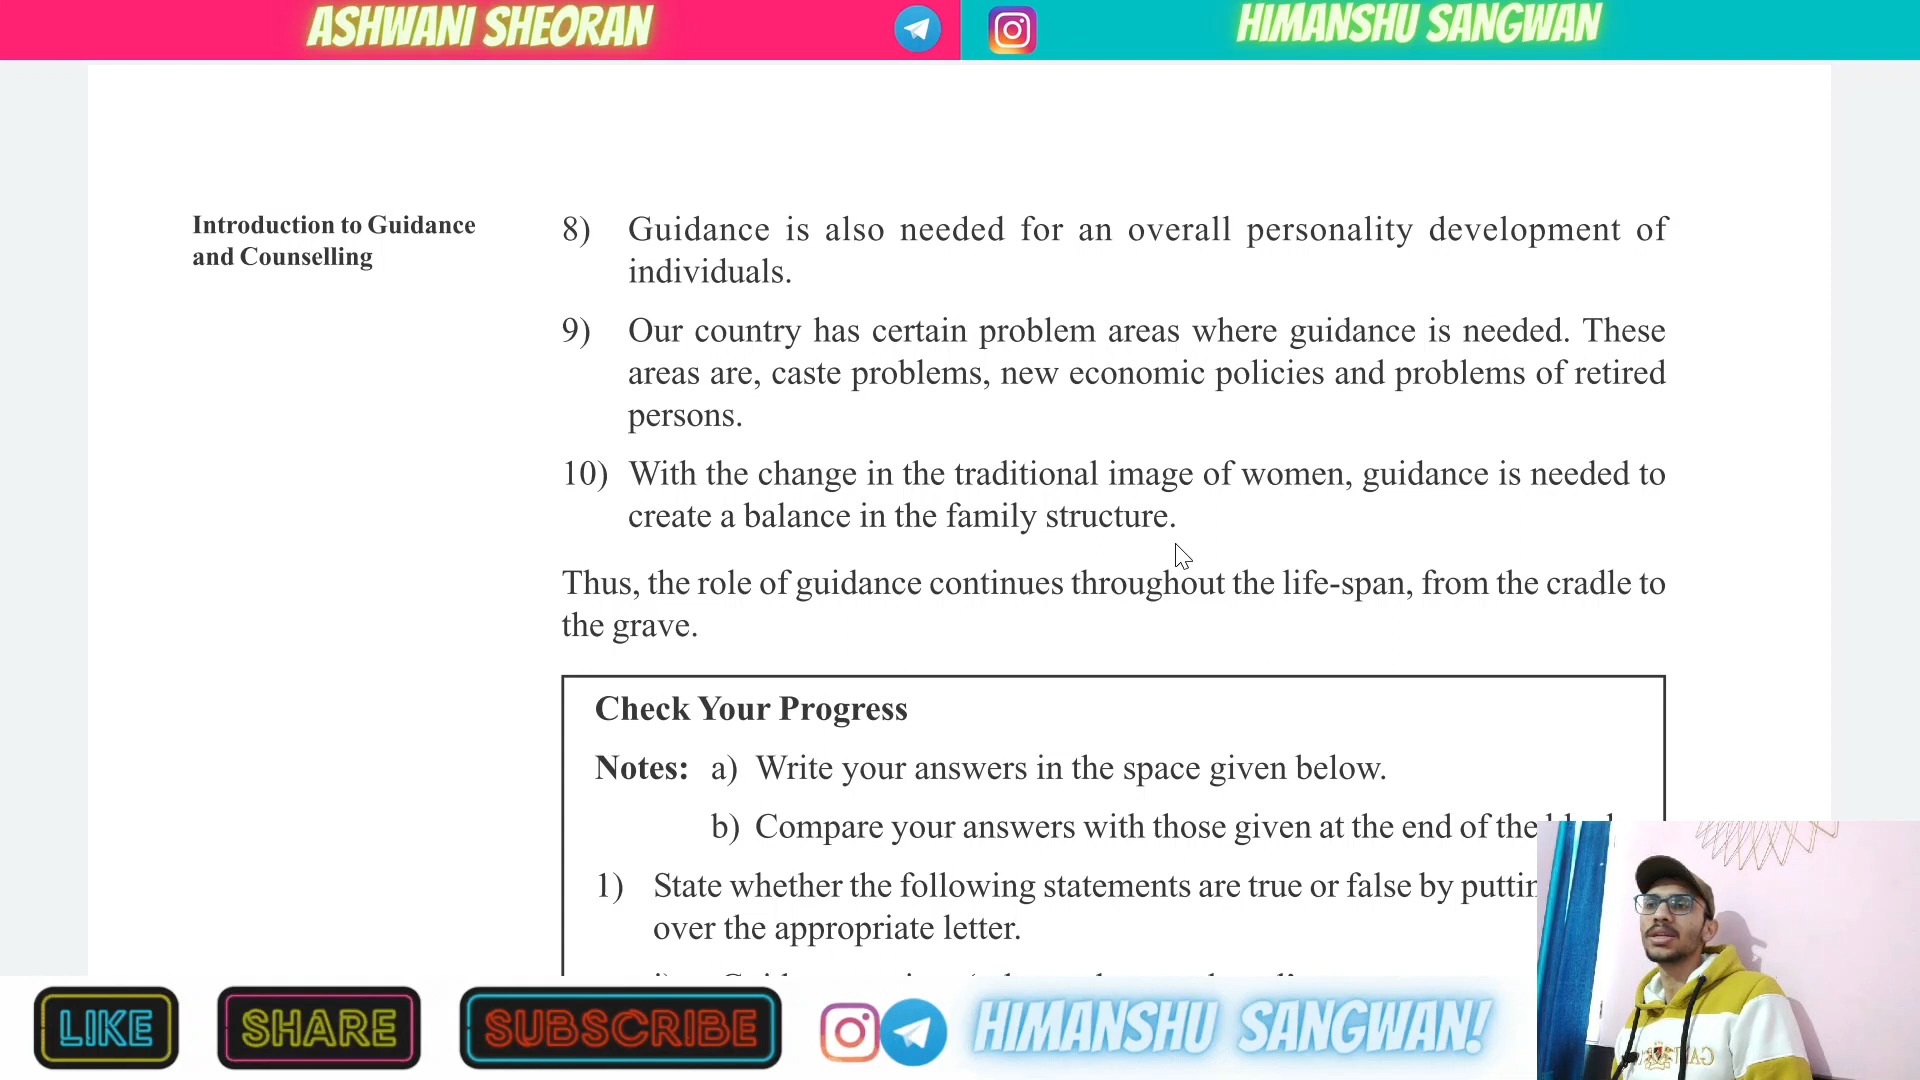 ASHWANI SHEORAN
HIMANSHU SANGWAN
Introduction to Guidance
and Counselling
8) Guidance is also needed for an overall personality development of
individuals.
9) Our country has certain problem areas where guidance is needed. These
areas are, caste problems, new economic policies and problems of retired
persons.
10) With the change in the traditional image of women, guidance is needed to
create a balance in the family structure.
Thus, the role of guidance continues throughout the life-span, from the cradle to
the grave.
Check Your Progress
Notes: a) Write your answers in the space given below.
b) Compare your answers with those given at the end of the
1) State whether the following statements are true or false by
over the appropriate letter.
LIKE
SHARE
SUBSCRIBE
HIMANSHU SANGWAN!